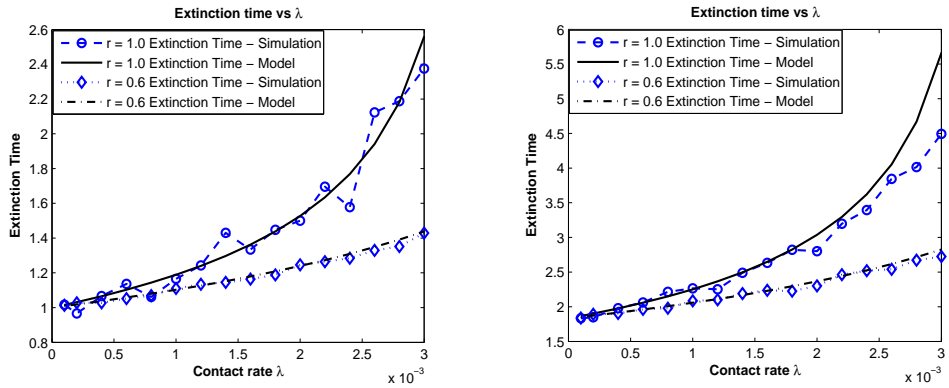 Extinction time vs λ
2.6
2.4
2.2
2
1.8
1.6
1.4
1.2
1
0.8
Extinction Time
r = 1.0 Extinction Time − Simulation
r = 1.0 Extinction Time − Model
r = 0.6 Extinction Time − Simulation
r = 0.6 Extinction Time − Model
0 0.5 1 1.5 2 2.5 3
Contact rate λ
x 10⁻³
Extinction time vs λ
6
5.5
5
4.5
4
3.5
3
2.5
2
1.5
Extinction Time
r = 1.0 Extinction Time − Simulation
r = 1.0 Extinction Time − Model
r = 0.6 Extinction Time − Simulation
r = 0.6 Extinction Time − Model
0 0.5 1 1.5 2 2.5 3
Contact rate λ
x 10⁻³